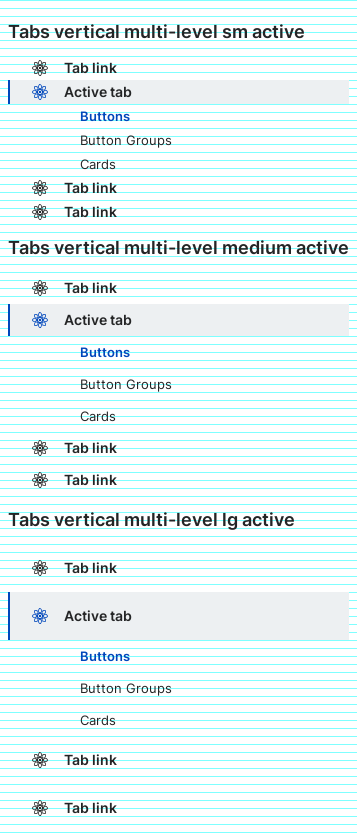 Tabs vertical multi-level sm active
Tab link
Active tab
Buttons
Button Groups
Cards
Tab link
Tab link
Tabs vertical multi-level medium active
Tab link
Active tab
Buttons
Button Groups
Cards
Tab link
Tab link
Tabs vertical multi-level lg active
Tab link
Active tab
Buttons
Button Groups
Cards
Tab link
Tab link